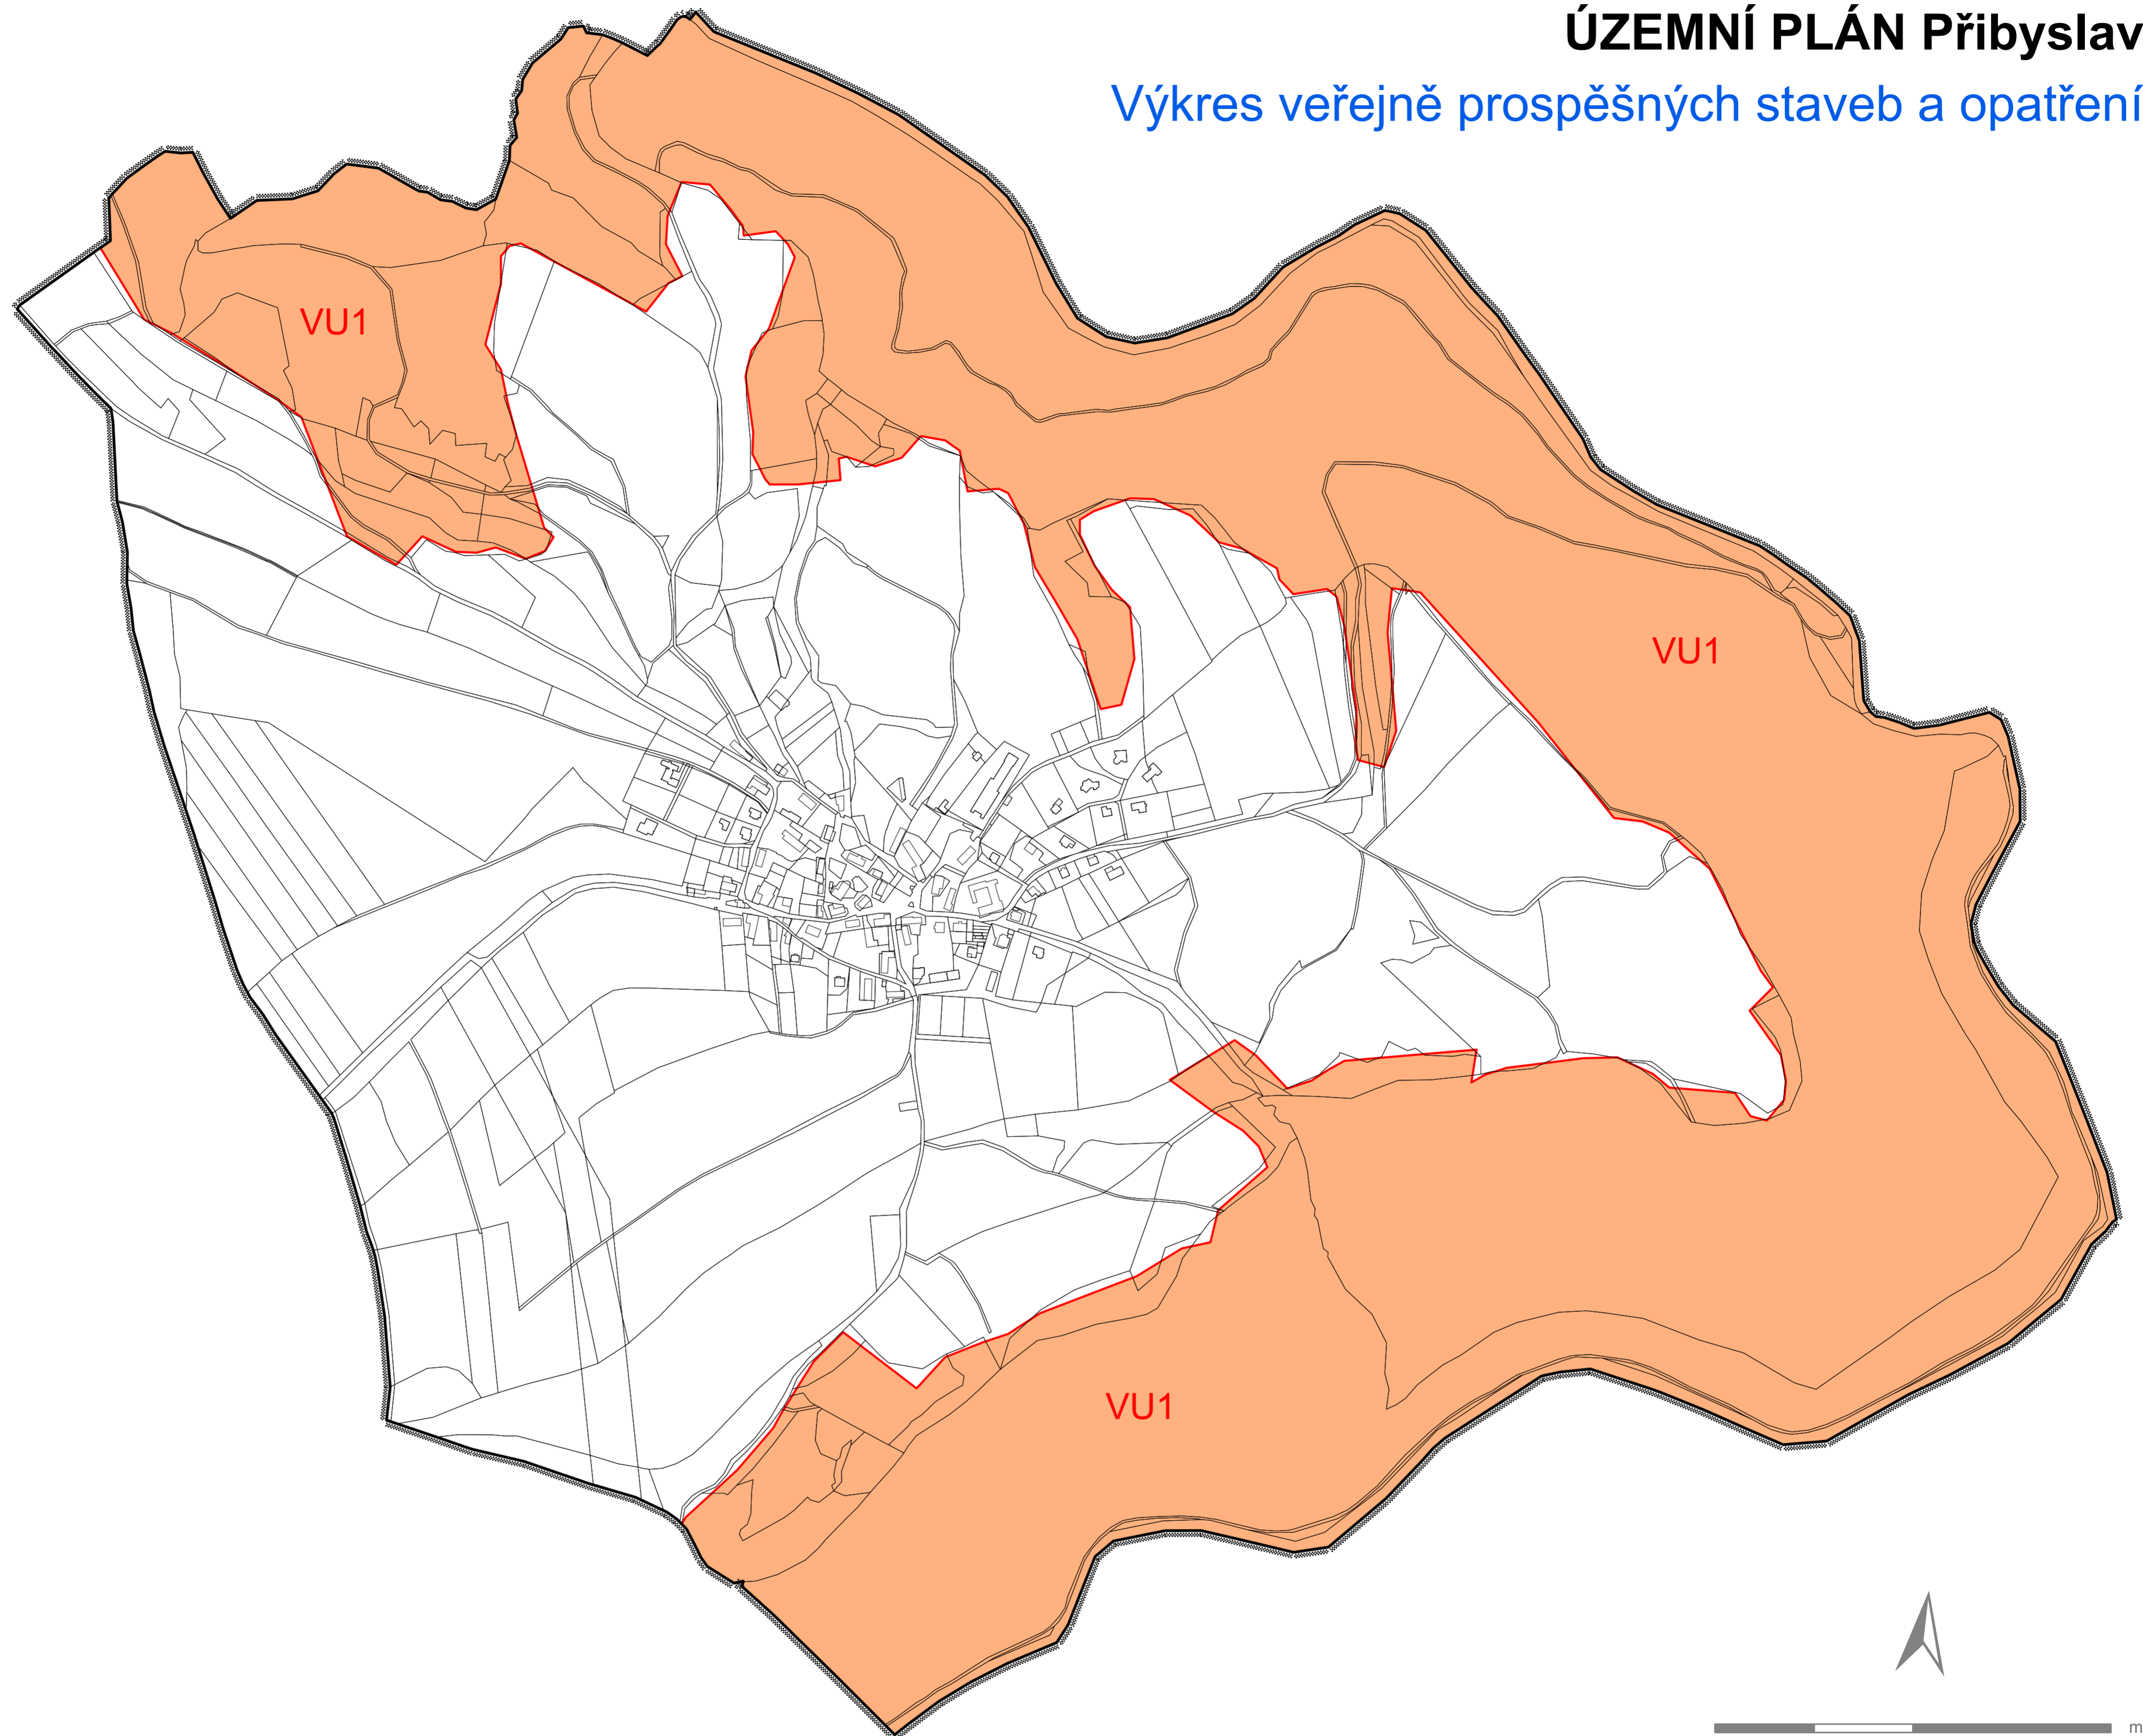 ÚZEMNÍ PLÁN Přibyslav
Výkres veřejně prospěšných staveb a opatření
VU1
VU1
VU1
m